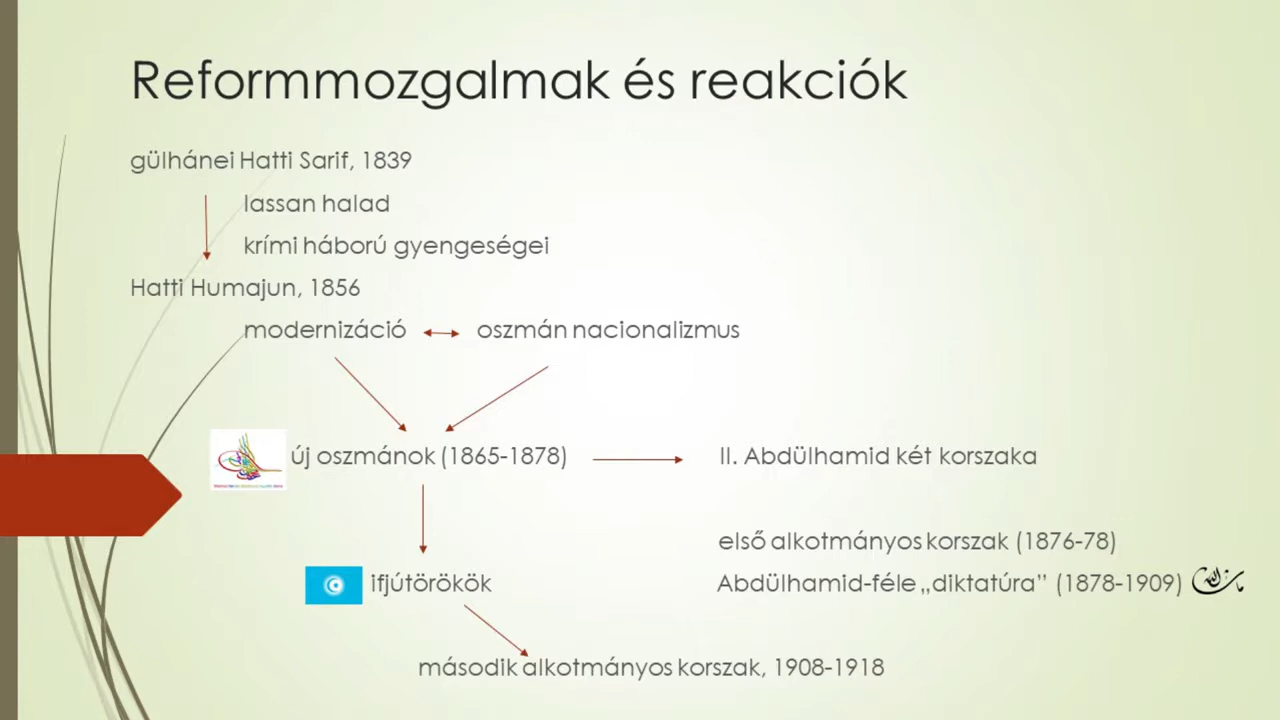 Reformmozgalmak és reakciók
gülhánei Hatti Sarif, 1839
lassan halad
krími háború gyengeségei
Hatti Humajun, 1856
modernizáció
oszmán nacionalizmus
új oszmánok (1865-1878)
II. Abdülhamid két korszaka
első alkotmányos korszak (1876-78)
ifjútörökök
Abdülhamid-féle „diktatúra” (1878-1909)
második alkotmányos korszak, 1908-1918